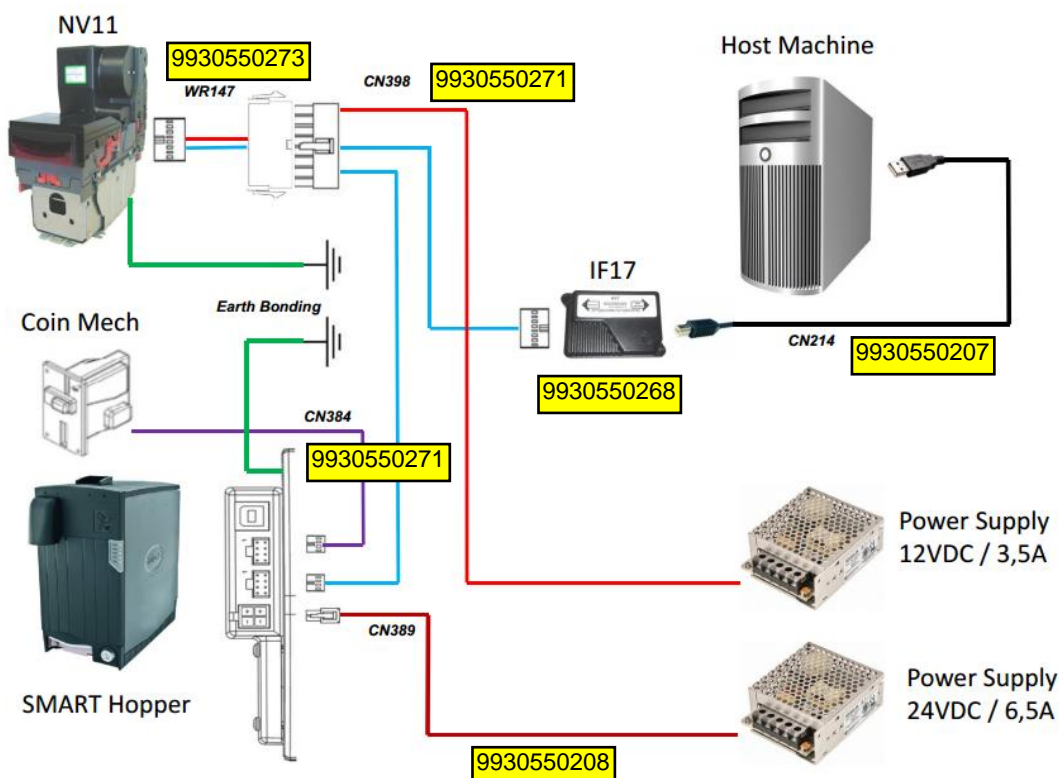 NV11
9930550273
WR147
CN398
9930550271
Host Machine
IF17
Earth Bonding
CN214
9930550207
9930550268
Coin Mech
CN384
9930550271
Power Supply
12VDC / 3,5A
CN389
SMART Hopper
Power Supply
24VDC / 6,5A
9930550208